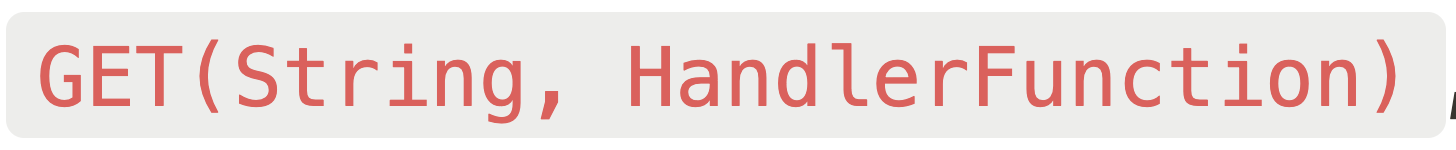 GET(String, HandlerFunction),